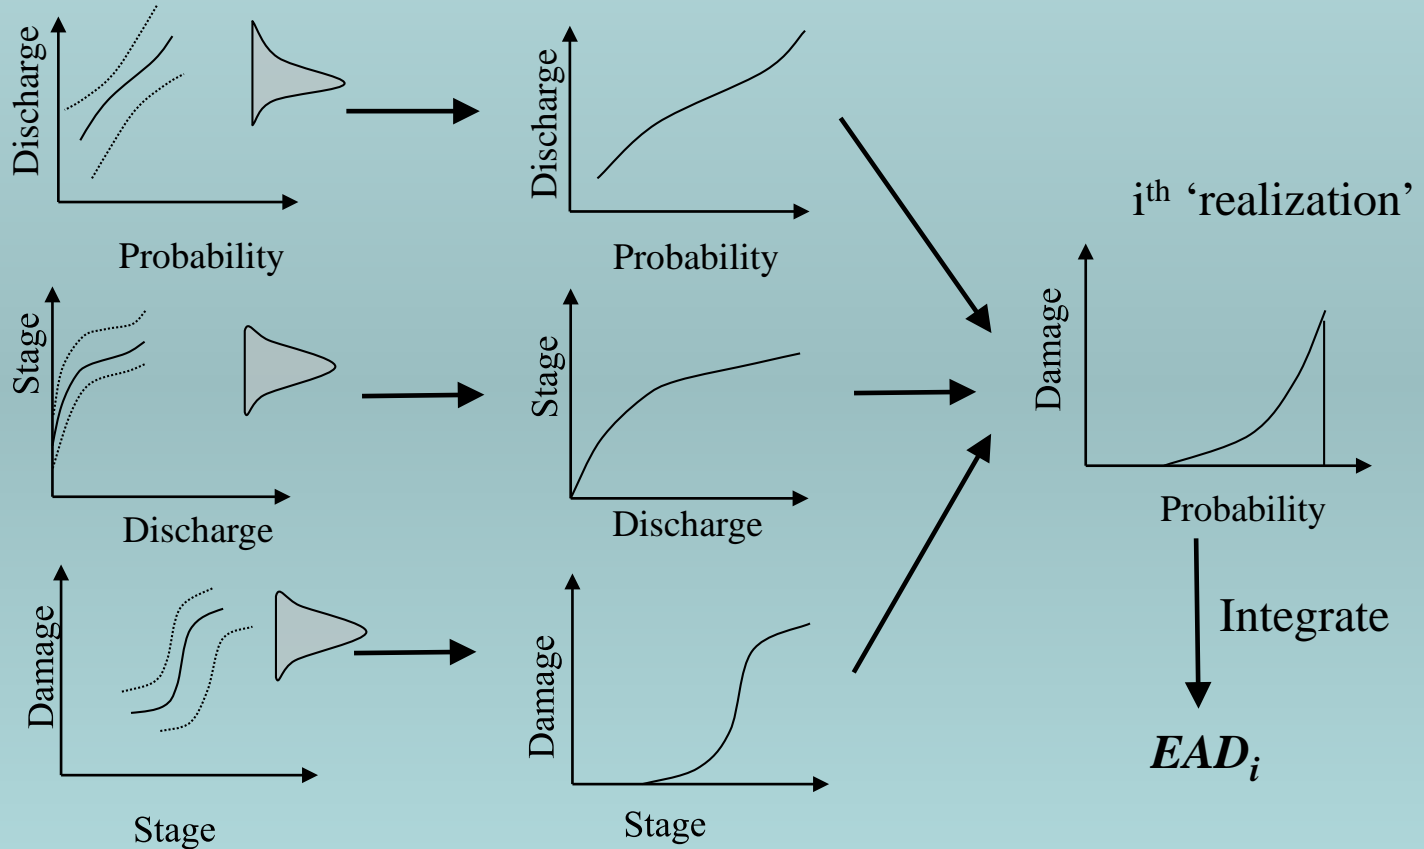 Discharge
Probability
Discharge
Probability
Stage
Discharge
Stage
Discharge
Damage
Stage
Damage
Stage
ith ‘realization’
Damage
Probability
Integrate
EADi